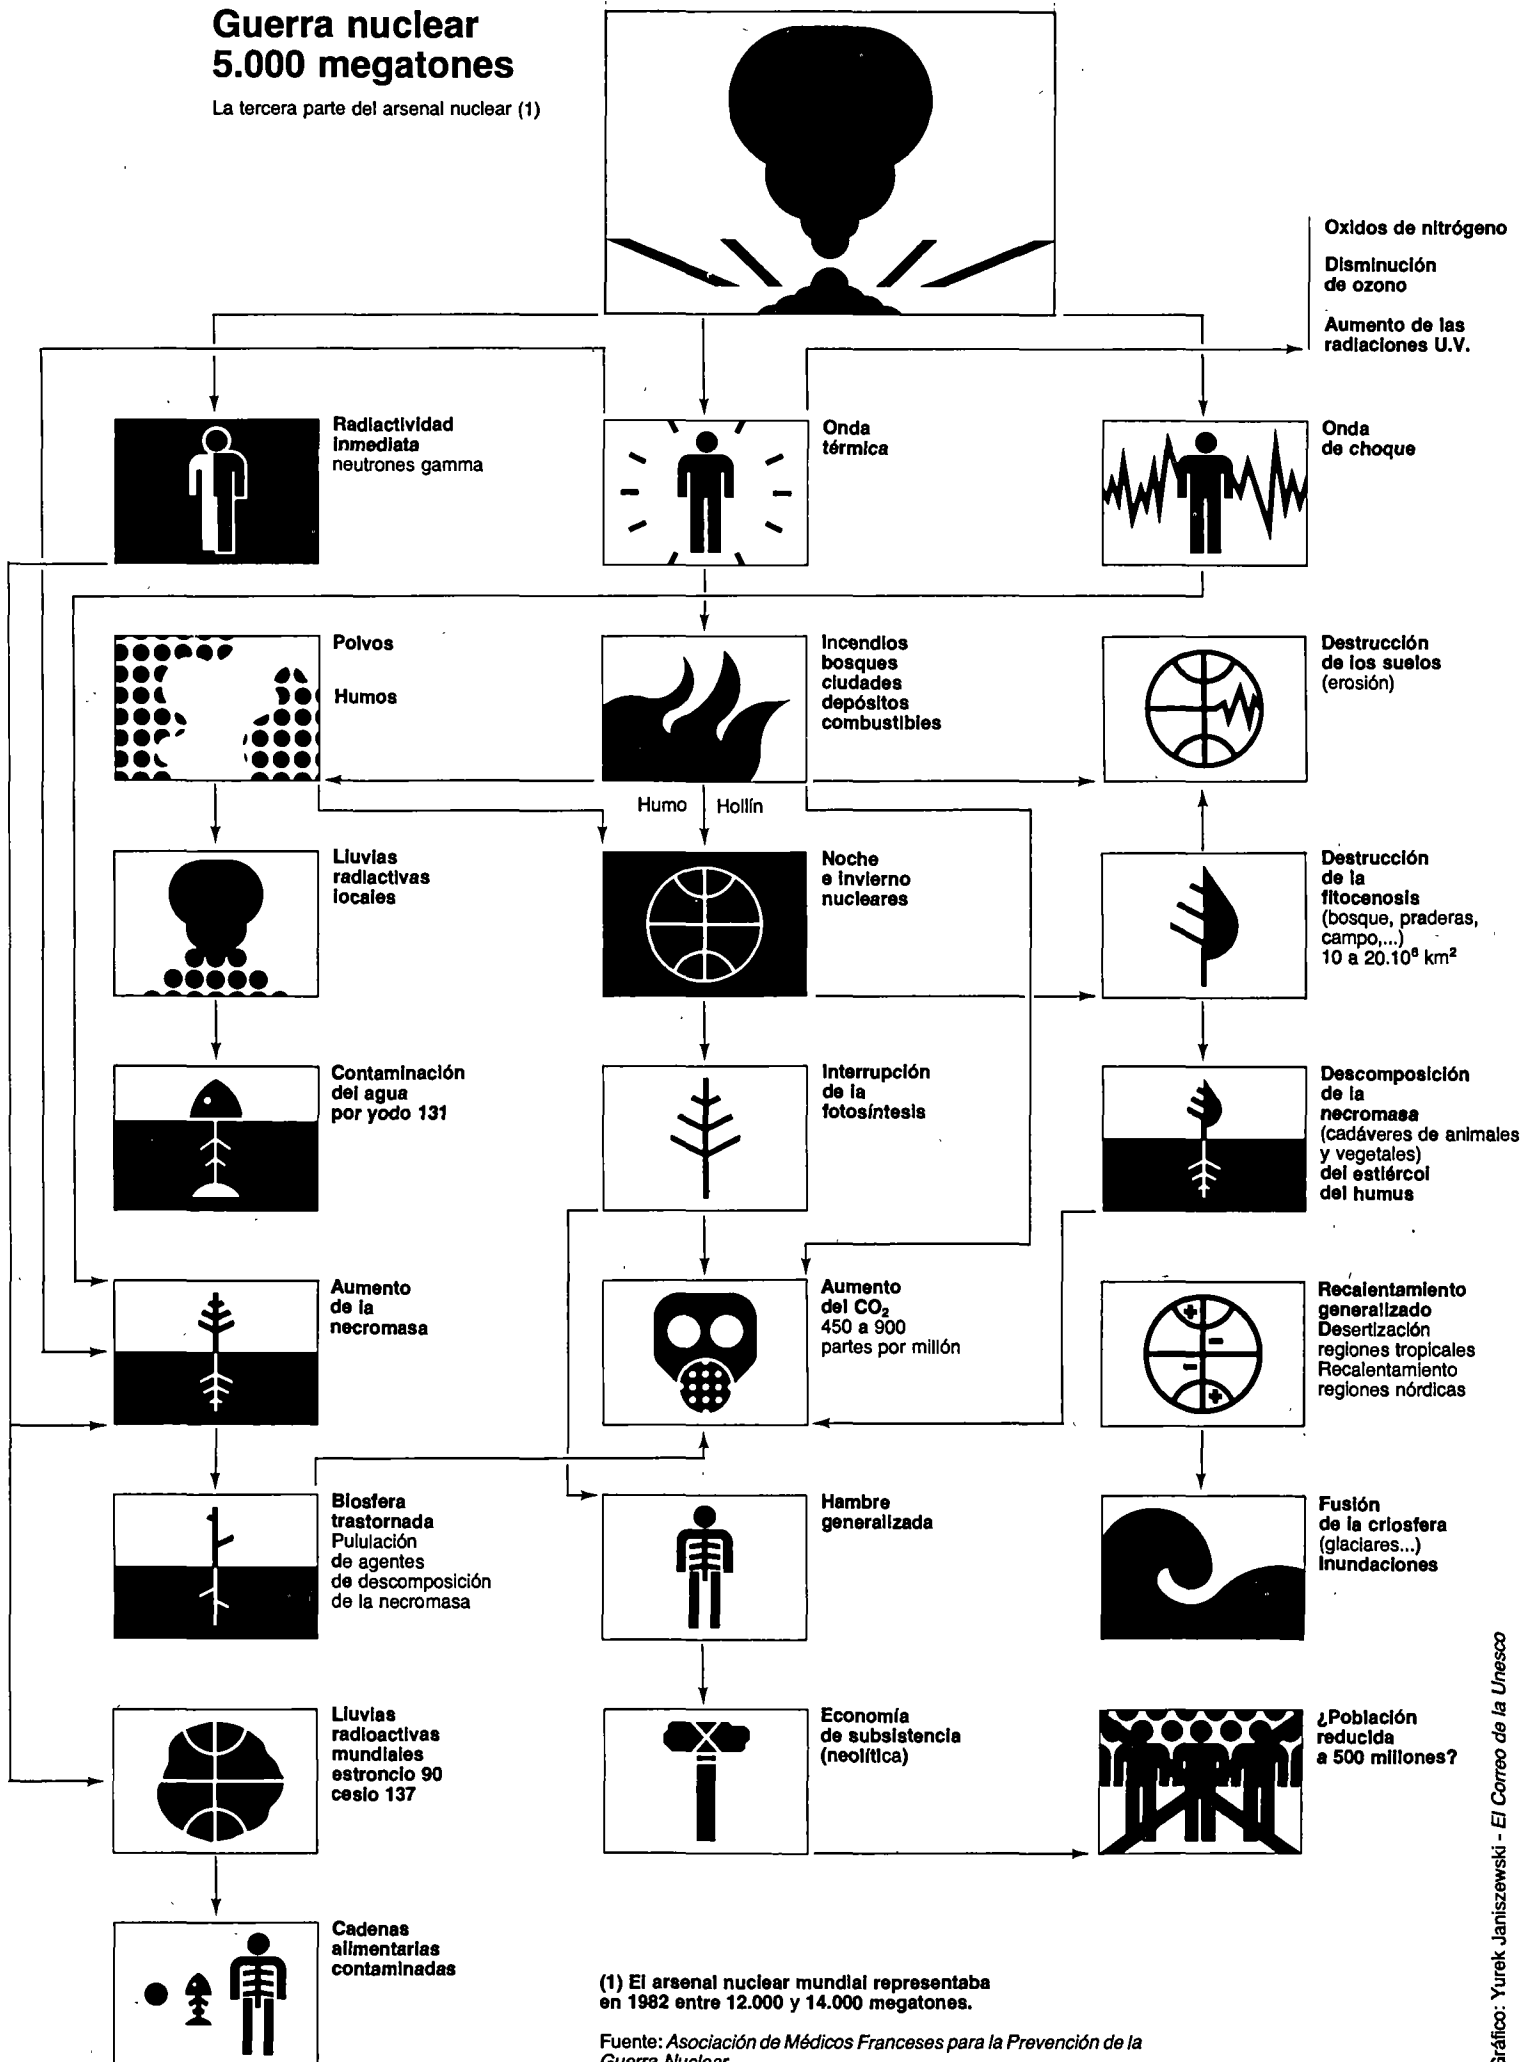 Guerra nuclear
5.000 megatones
La tercera parte del arsenal nuclear (1)
Oxidos de nitrógeno
Disminución
de ozono
Aumento de las
radiaciones U.V.
Radiactividad
inmediata
neutrones gamma
Onda
térmica
Onda
de choque
Polvos
Humos
Incendios
bosques
ciudades
depósitos
combustibles
Destrucción
de los suelos
(erosión)
Humo
Hollín
Lluvias
radiactivas
locales
Noche
e invierno
nucleares
Destrucción
de la
fitocenosis
(bosque, praderas,
campo,...)
10 a 20.10⁶ km²
Contaminación
del agua
por yodo 131
Interrupción
de la
fotosíntesis
Descomposición
de la
necromasa
(cadáveres de animales
y vegetales)
del estiércol
del humus
Aumento
de la
necromasa
Aumento
del CO₂
450 a 900
partes por millón
Recalentamiento
generalizado
Desertización
regiones tropicales
Recalentamiento
regiones nórdicas
Biosfera
trastornada
Pululación
de agentes
de descomposición
de la necromasa
Hambre
generalizada
Fusión
de la criosfera
(glaciares...)
Inundaciones
Lluvias
radioactivas
mundiales
estroncio 90
cesio 137
Economía
de subsistencia
(neolítica)
¿Población
reducida
a 500 millones?
Cadenas
alimentarias
contaminadas
(1) El arsenal nuclear mundial representaba
en 1982 entre 12.000 y 14.000 megatones.
Fuente: Asociación de Médicos Franceses para la Prevención de la
Guerra Nuclear
Gráfico: Yurek Janiszewski - El Correo de la Unesco